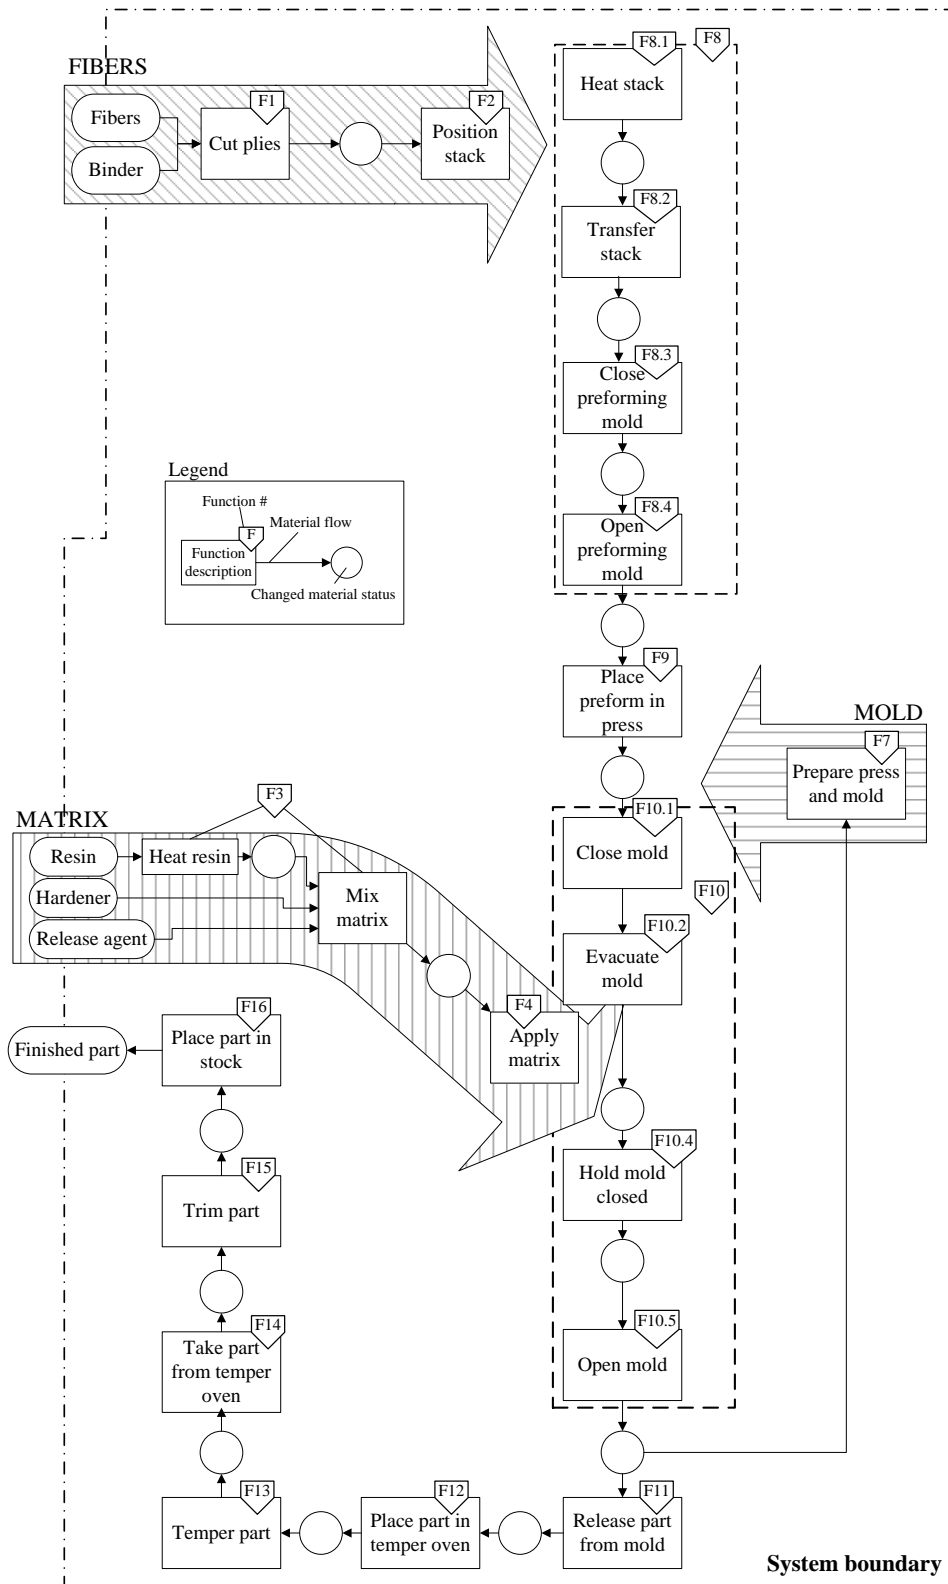 FIBERS
Fibers
Binder
F1
Cut plies
F2
Position
stack
F8
F8.1
Heat stack
F8.2
Transfer
stack
F8.3
Close
preforming
mold
F8.4
Open
preforming
mold
Legend
Function #
F
Function
description
Material flow
Changed material status
F9
Place
preform in
press
MOLD
F7
Prepare press
and mold
MATRIX
Resin
Hardener
Release agent
F3
Heat resin
Mix
matrix
F4
Apply
matrix
F10
F10.1
Close mold
F10.2
Evacuate
mold
F10.4
Hold mold
closed
F10.5
Open mold
F11
Release part
from mold
F12
Place part in
temper oven
F13
Temper part
F14
Take part
from temper
oven
F15
Trim part
F16
Place part in
stock
Finished part
System boundary